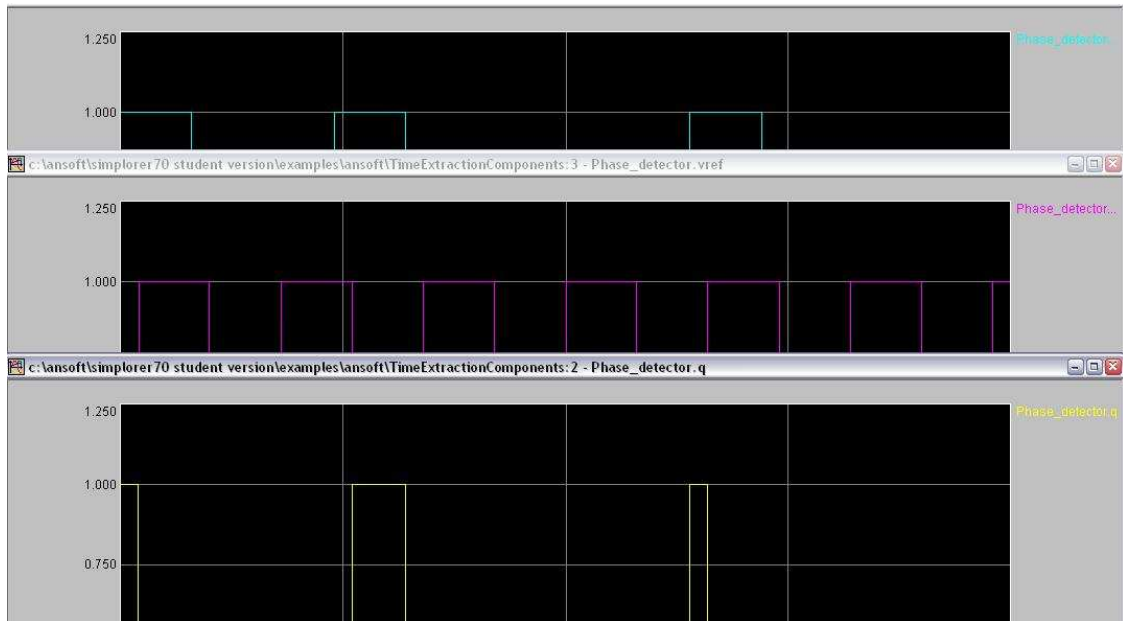 1.250
Phase_detector...
1.000
c:\ansoft\simplorer70 student version\examples\ansoft\TimeExtractionComponents:3 - Phase_detector.vref
1.250
Phase_detector...
1.000
c:\ansoft\simplorer70 student version\examples\ansoft\TimeExtractionComponents:2 - Phase_detector.q
1.250
Phase_detector.q
1.000
0.750